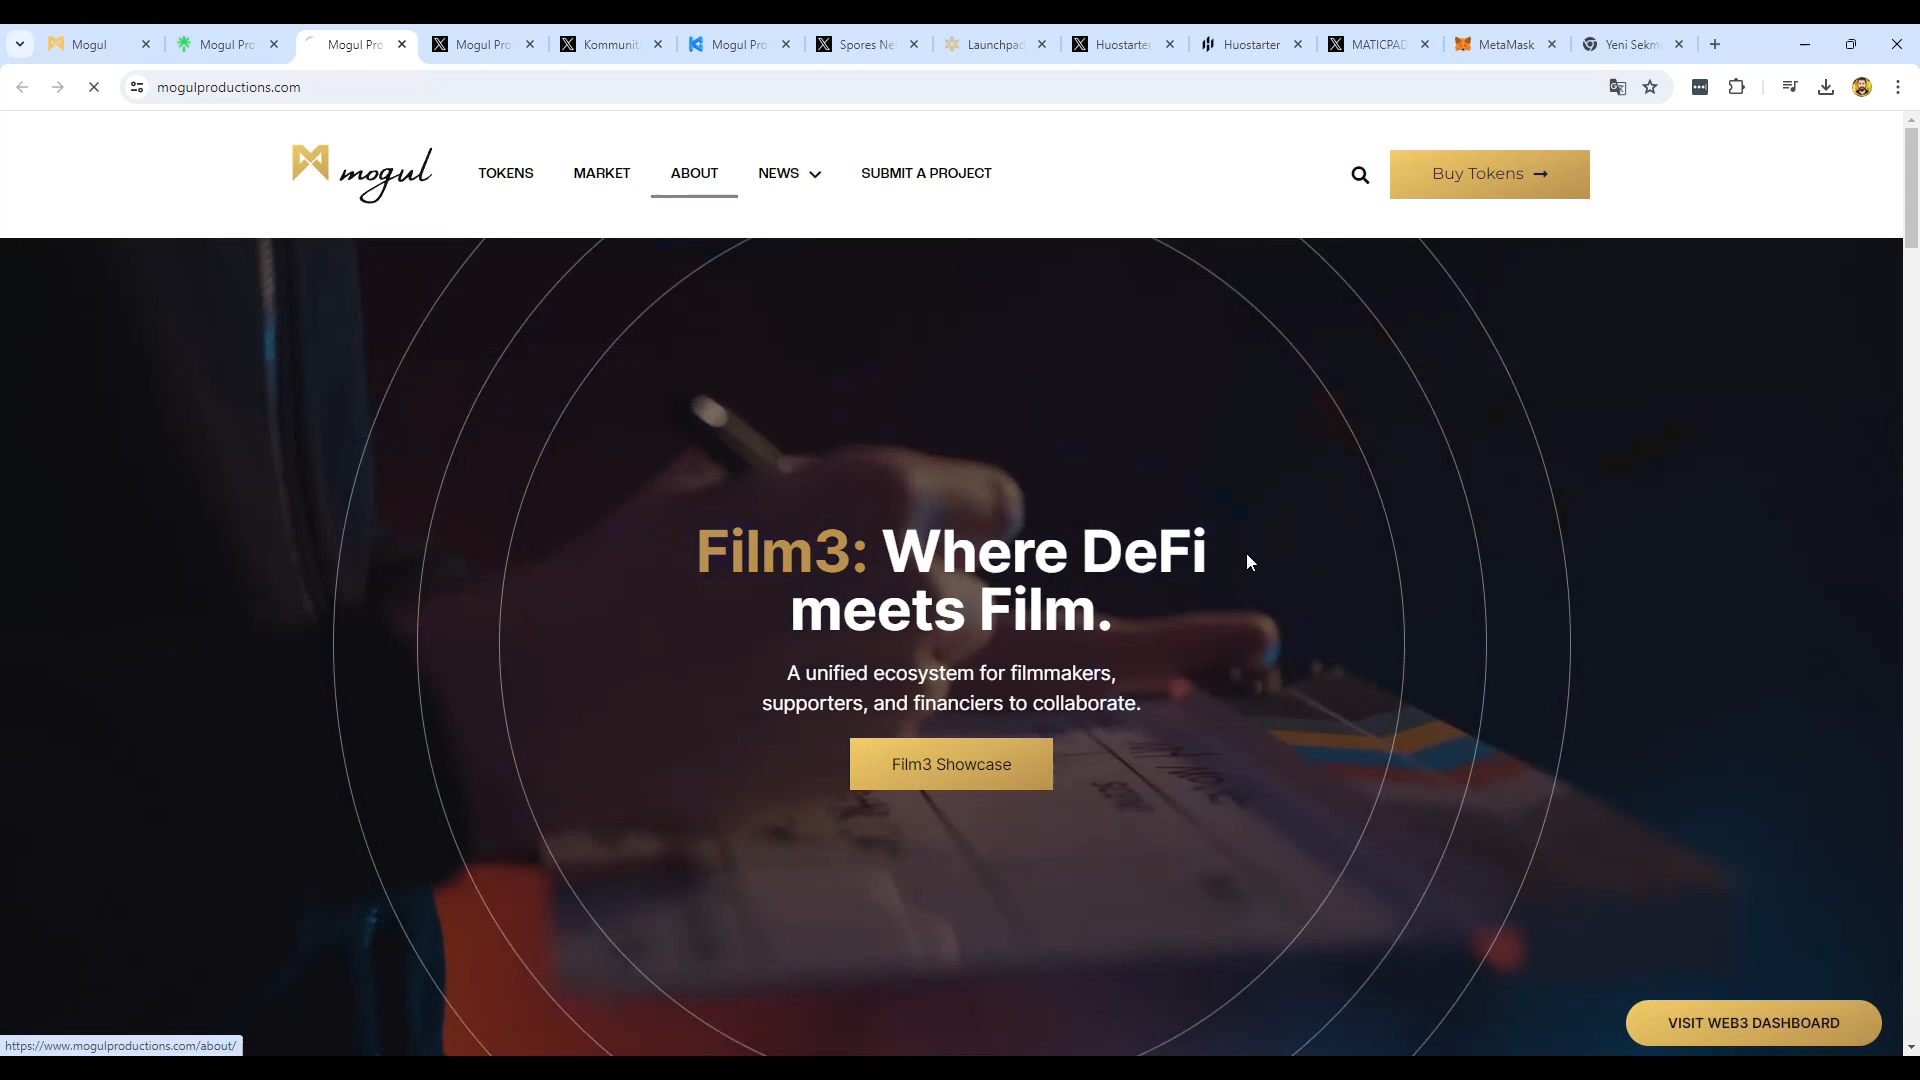 Mogul
Mogul Pro
Mogul Pro
Mogul Pro
Kommunit
Mogul Pro
Spores Ne
Launchpad
Huostarter
Huostarter
MATICPAD
MetaMask
Yeni Sekm
mogulproductions.com
mogul
TOKENS
MARKET
ABOUT
NEWS
SUBMIT A PROJECT
Buy Tokens →
Film3: Where DeFi
meets Film.
A unified ecosystem for filmmakers,
supporters, and financiers to collaborate.
Film3 Showcase
VISIT WEB3 DASHBOARD
https://www.mogulproductions.com/about/